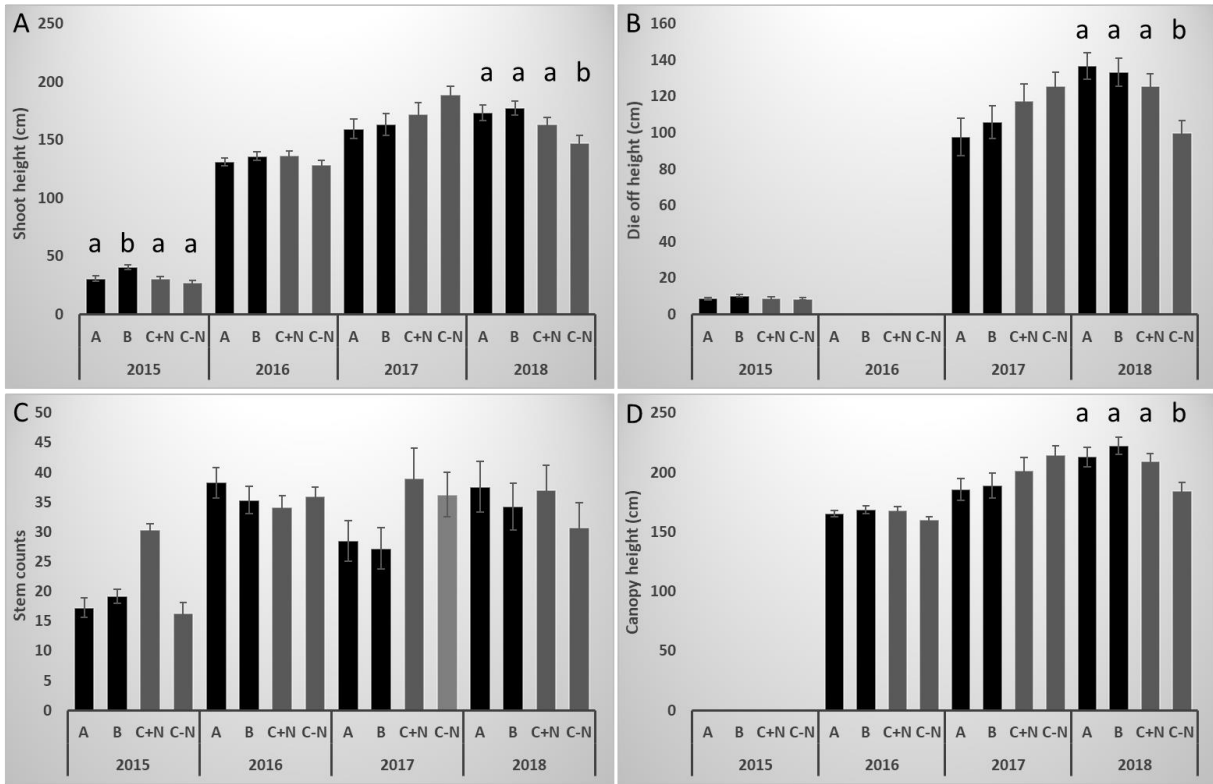 A
Shoot height (cm)
250
200
150
100
50
0
a b a a
a a a b
A B C+N C-N A B C+N C-N A B C+N C-N A B C+N C-N
2015 2016 2017 2018
B
Die off height (cm)
160
140
120
100
80
60
40
20
0
a a a b
A B C+N C-N A B C+N C-N A B C+N C-N A B C+N C-N
2015 2016 2017 2018
C
Stem counts
50
45
40
35
30
25
20
15
10
5
0
A B C+N C-N A B C+N C-N A B C+N C-N A B C+N C-N
2015 2016 2017 2018
D
Canopy height (cm)
250
200
150
100
50
0
a a a b
A B C+N C-N A B C+N C-N A B C+N C-N A B C+N C-N
2015 2016 2017 2018